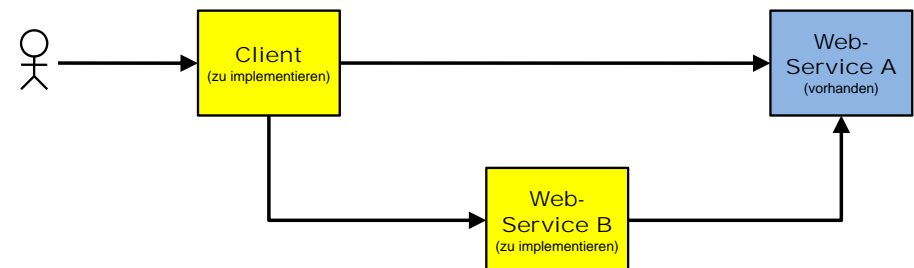 Client
(zu implementieren)
Web-
Service A
(vorhanden)
Web-
Service B
(zu implementieren)